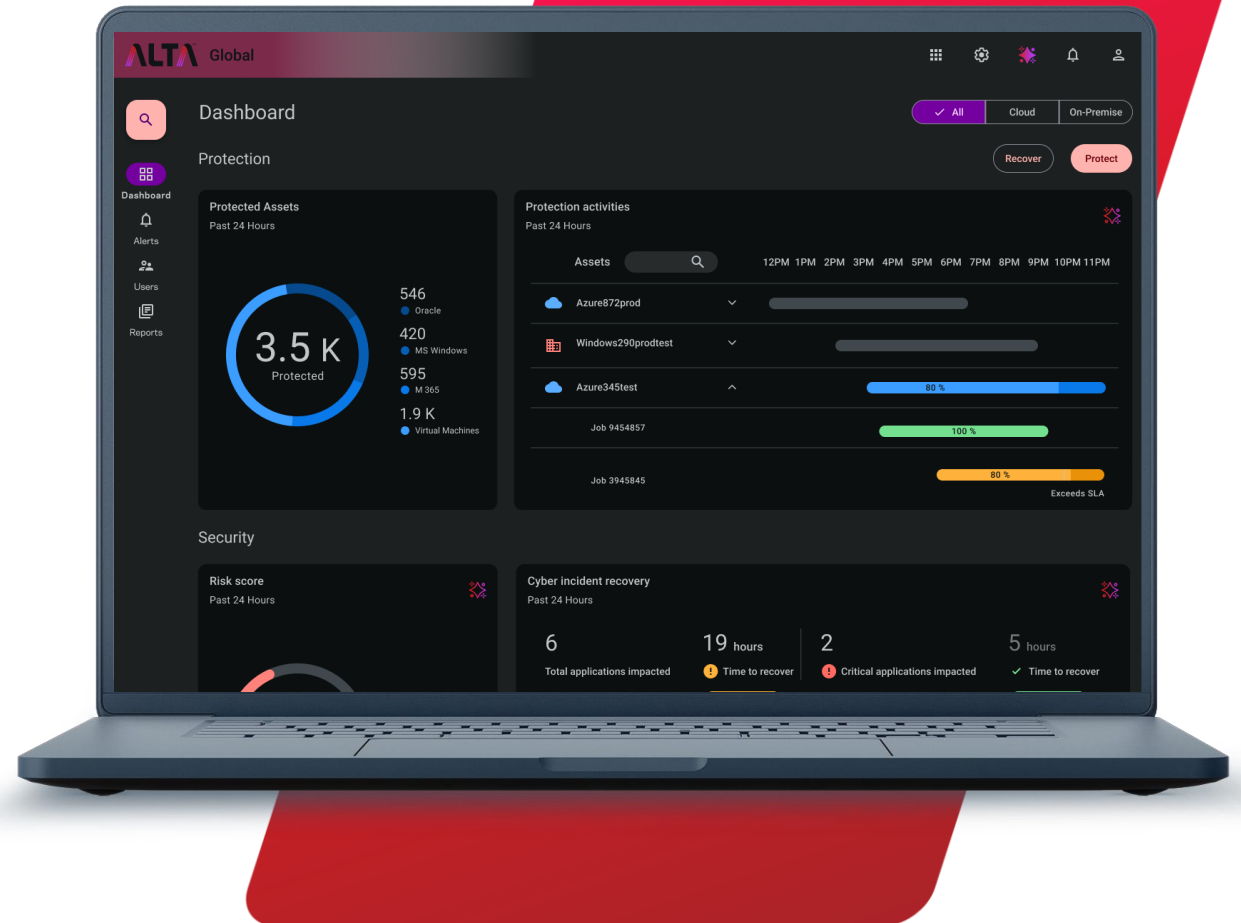 ALTA Global
Dashboard
All
Cloud
On-Premise
Protection
Recover
Protect
Dashboard
Alerts
Users
Reports
Protected Assets
Past 24 Hours
3.5 K
Protected
546
Oracle
420
MS Windows
595
M 365
1.9 K
Virtual Machines
Protection activities
Past 24 Hours
Assets
12PM 1PM 2PM 3PM 4PM 5PM 6PM 7PM 8PM 9PM 10PM 11PM
Azure872prod
Windows290prodtest
Azure345test
80 %
Job 9454857
100 %
Job 3945845
80 %
Exceeds SLA
Security
Risk score
Past 24 Hours
Cyber incident recovery
Past 24 Hours
6
Total applications impacted
19 hours
Time to recover
2
Critical applications impacted
5 hours
Time to recover